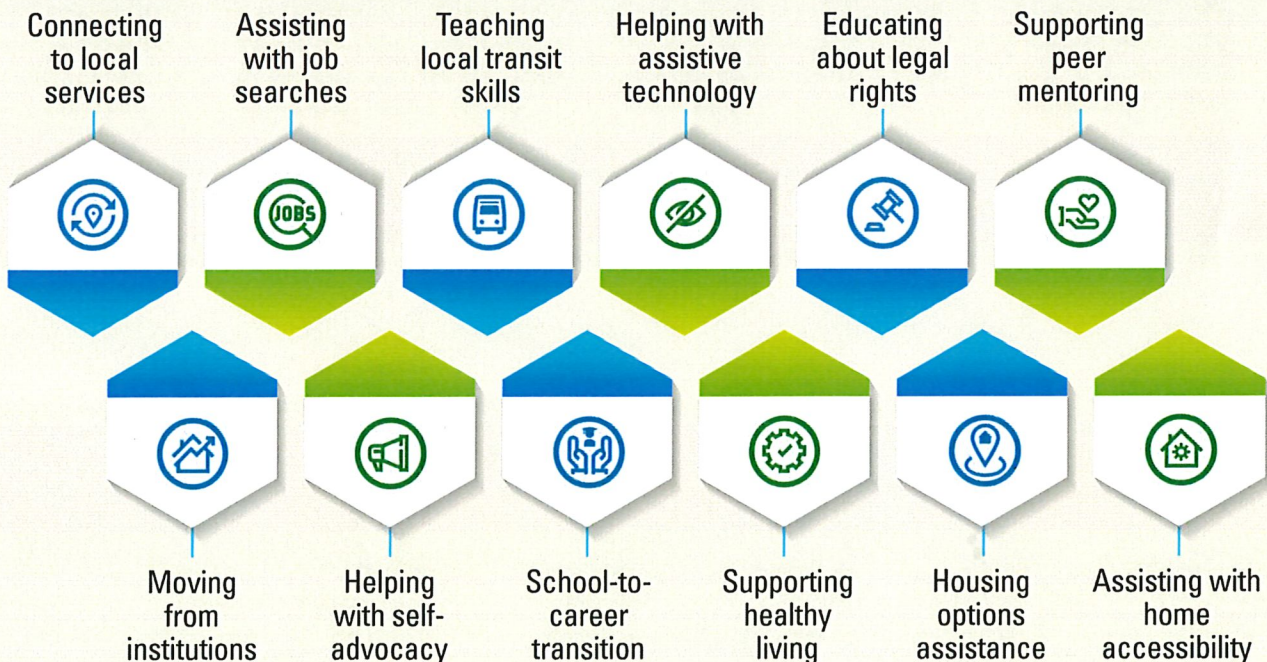 Connecting
to local
services
Assisting
with job
searches
Teaching
local transit
skills
Helping with
assistive
technology
Educating
about legal
rights
Supporting
peer
mentoring
JOBS
Moving
from
institutions
Helping
with self-
advocacy
School-to-
career
transition
Supporting
healthy
living
Housing
options
assistance
Assisting with
home
accessibility